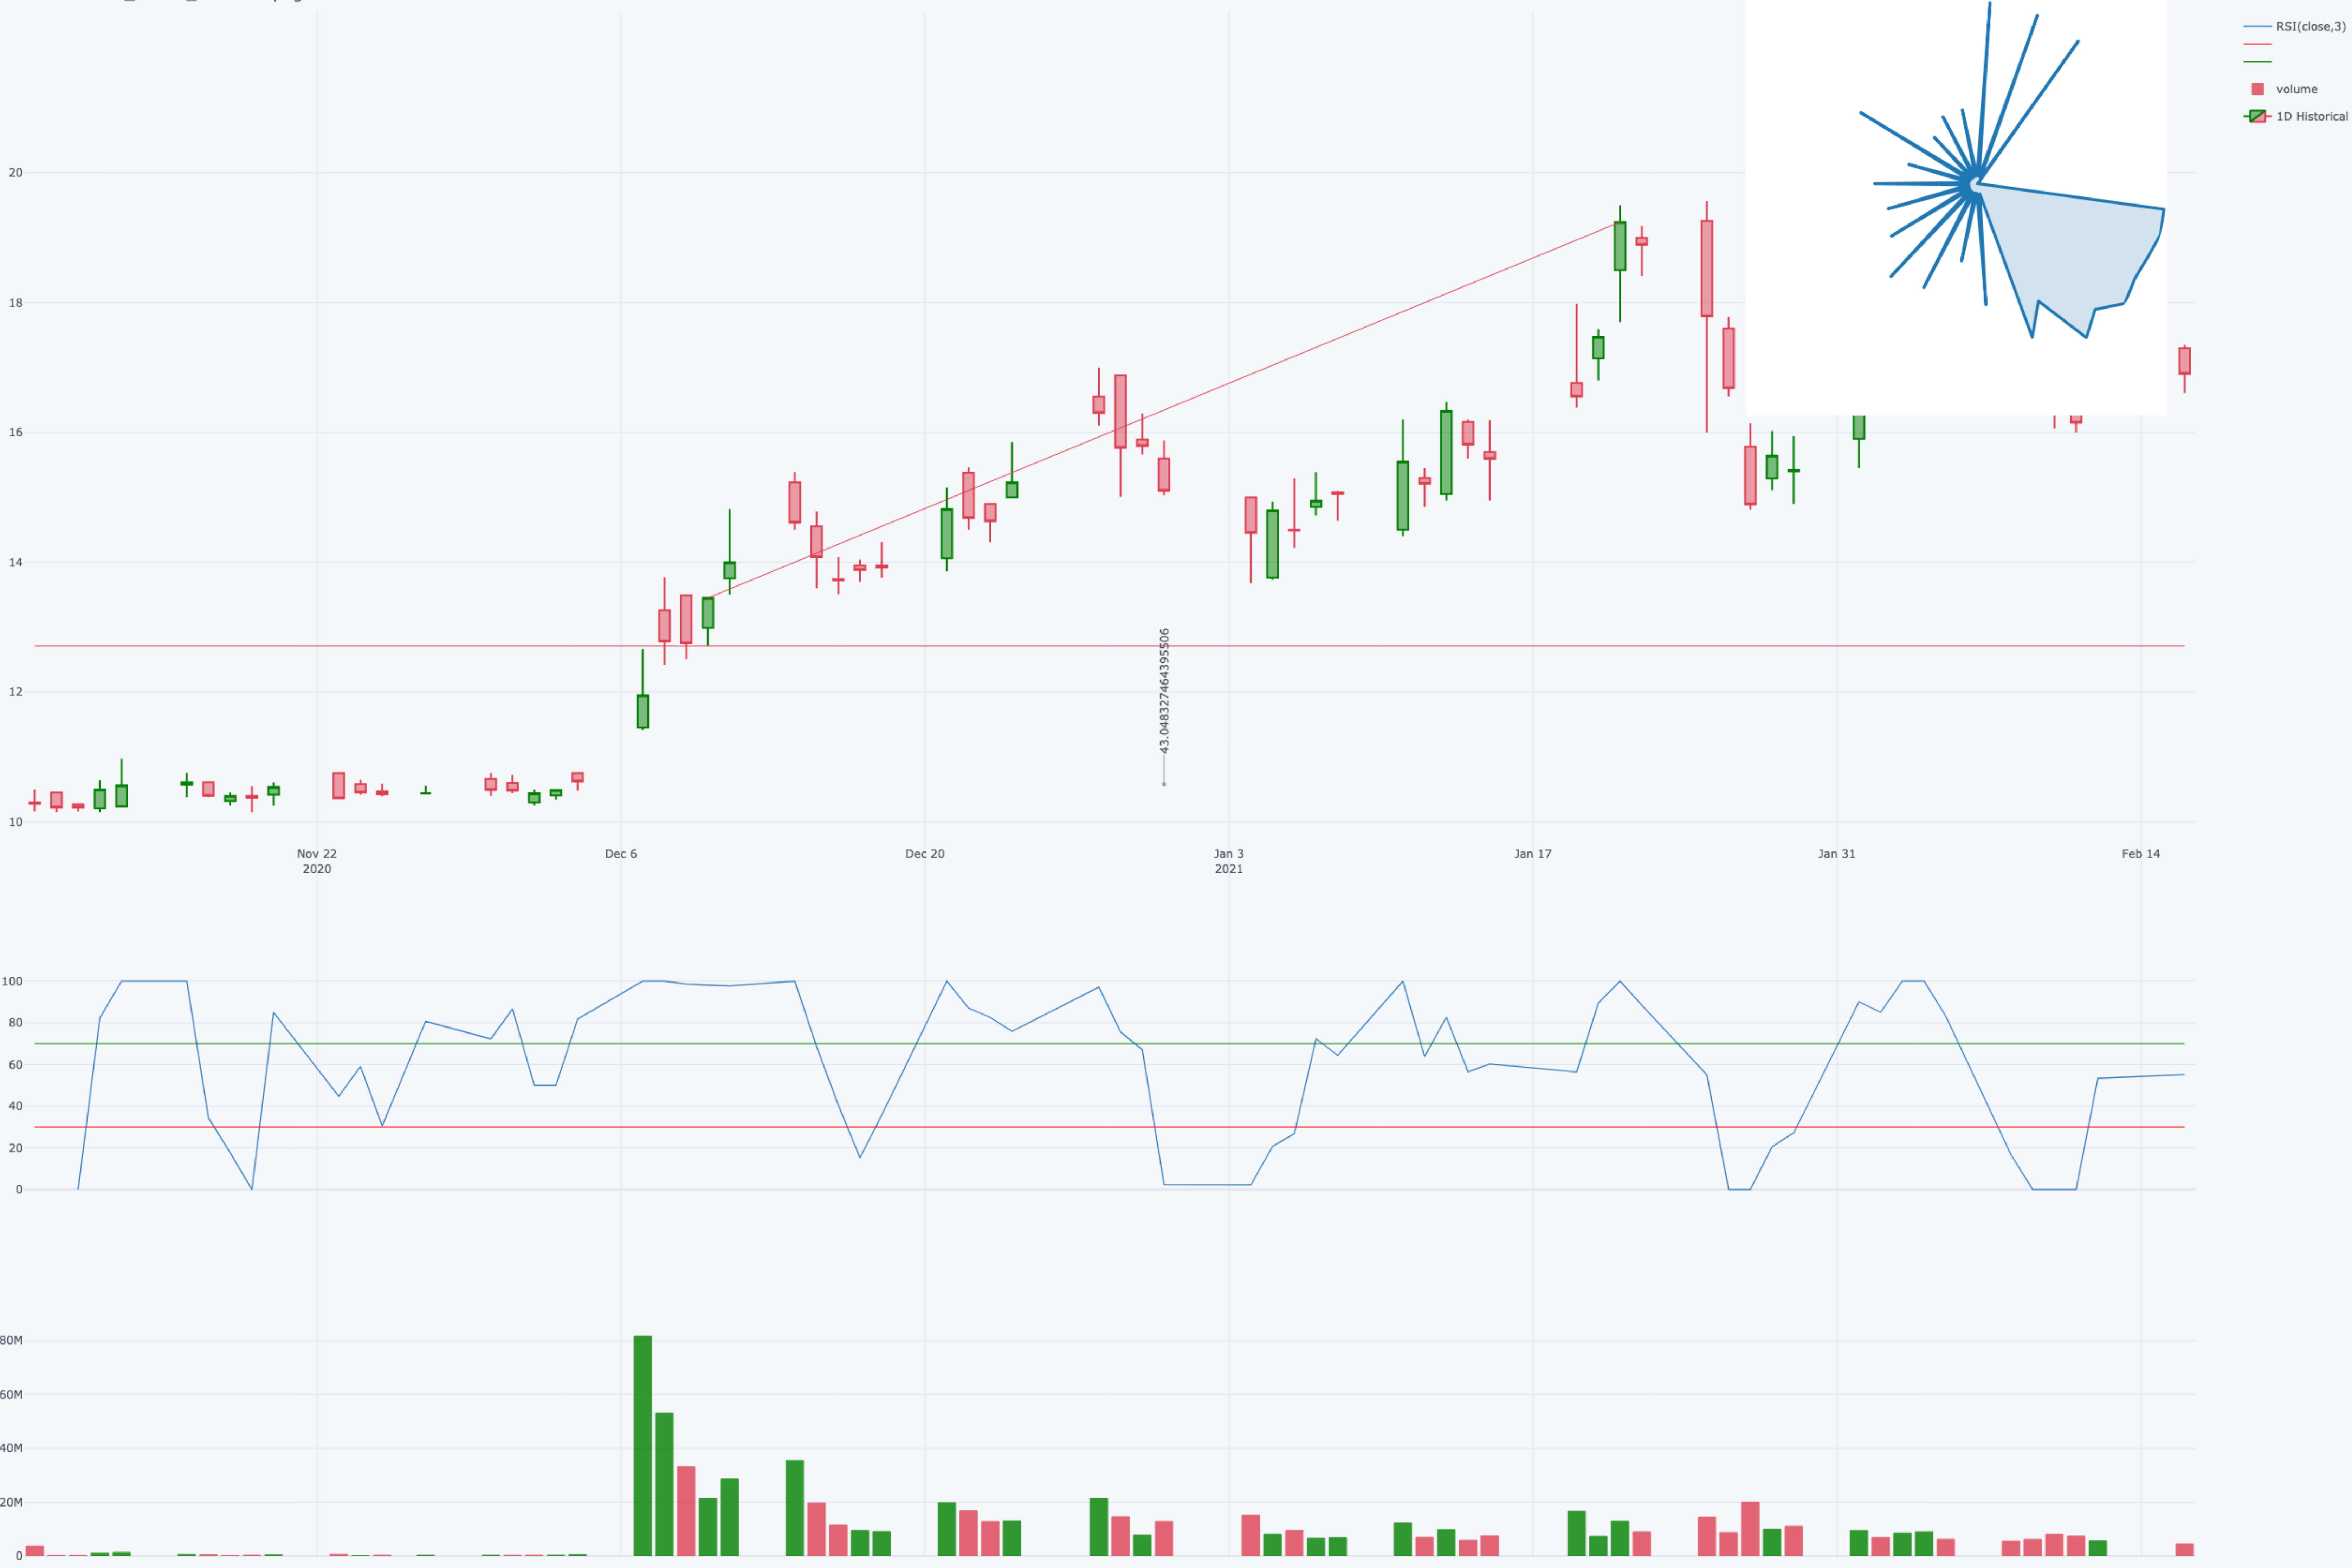 RSI(close,3)
volume
1D Historical
20
18
16
14
12
10
43.048327464395506
Nov 22
2020
Dec 6
Dec 20
Jan 3
2021
Jan 17
Jan 31
Feb 14
100
80
60
40
20
0
80M
60M
40M
20M
0